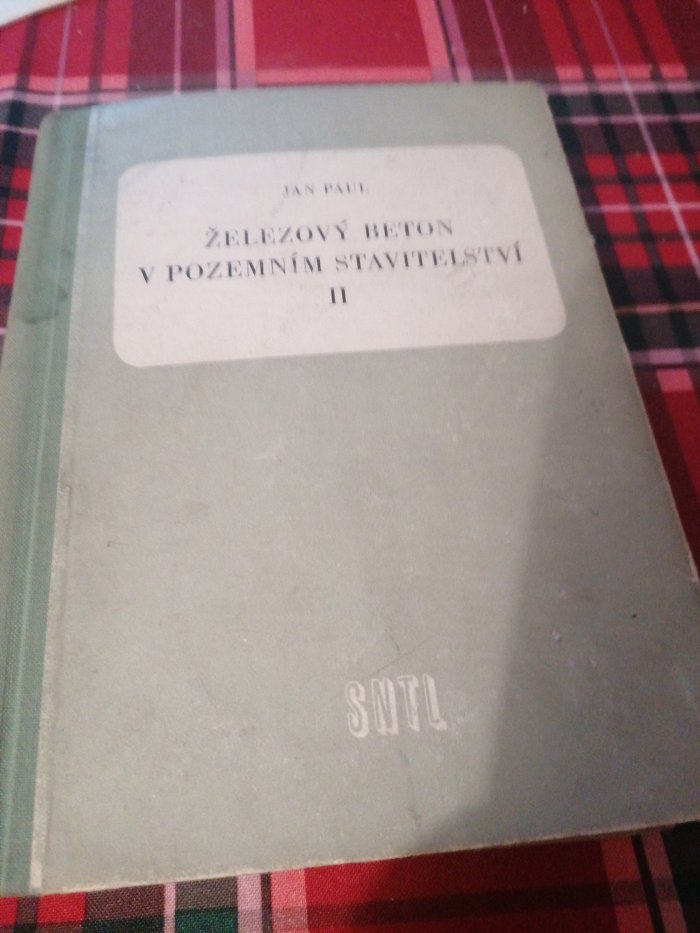 JAN PAUL
ŽELEZOVÝ BETON
V POZEMNÍM STAVITELSTVÍ
II
SNTL